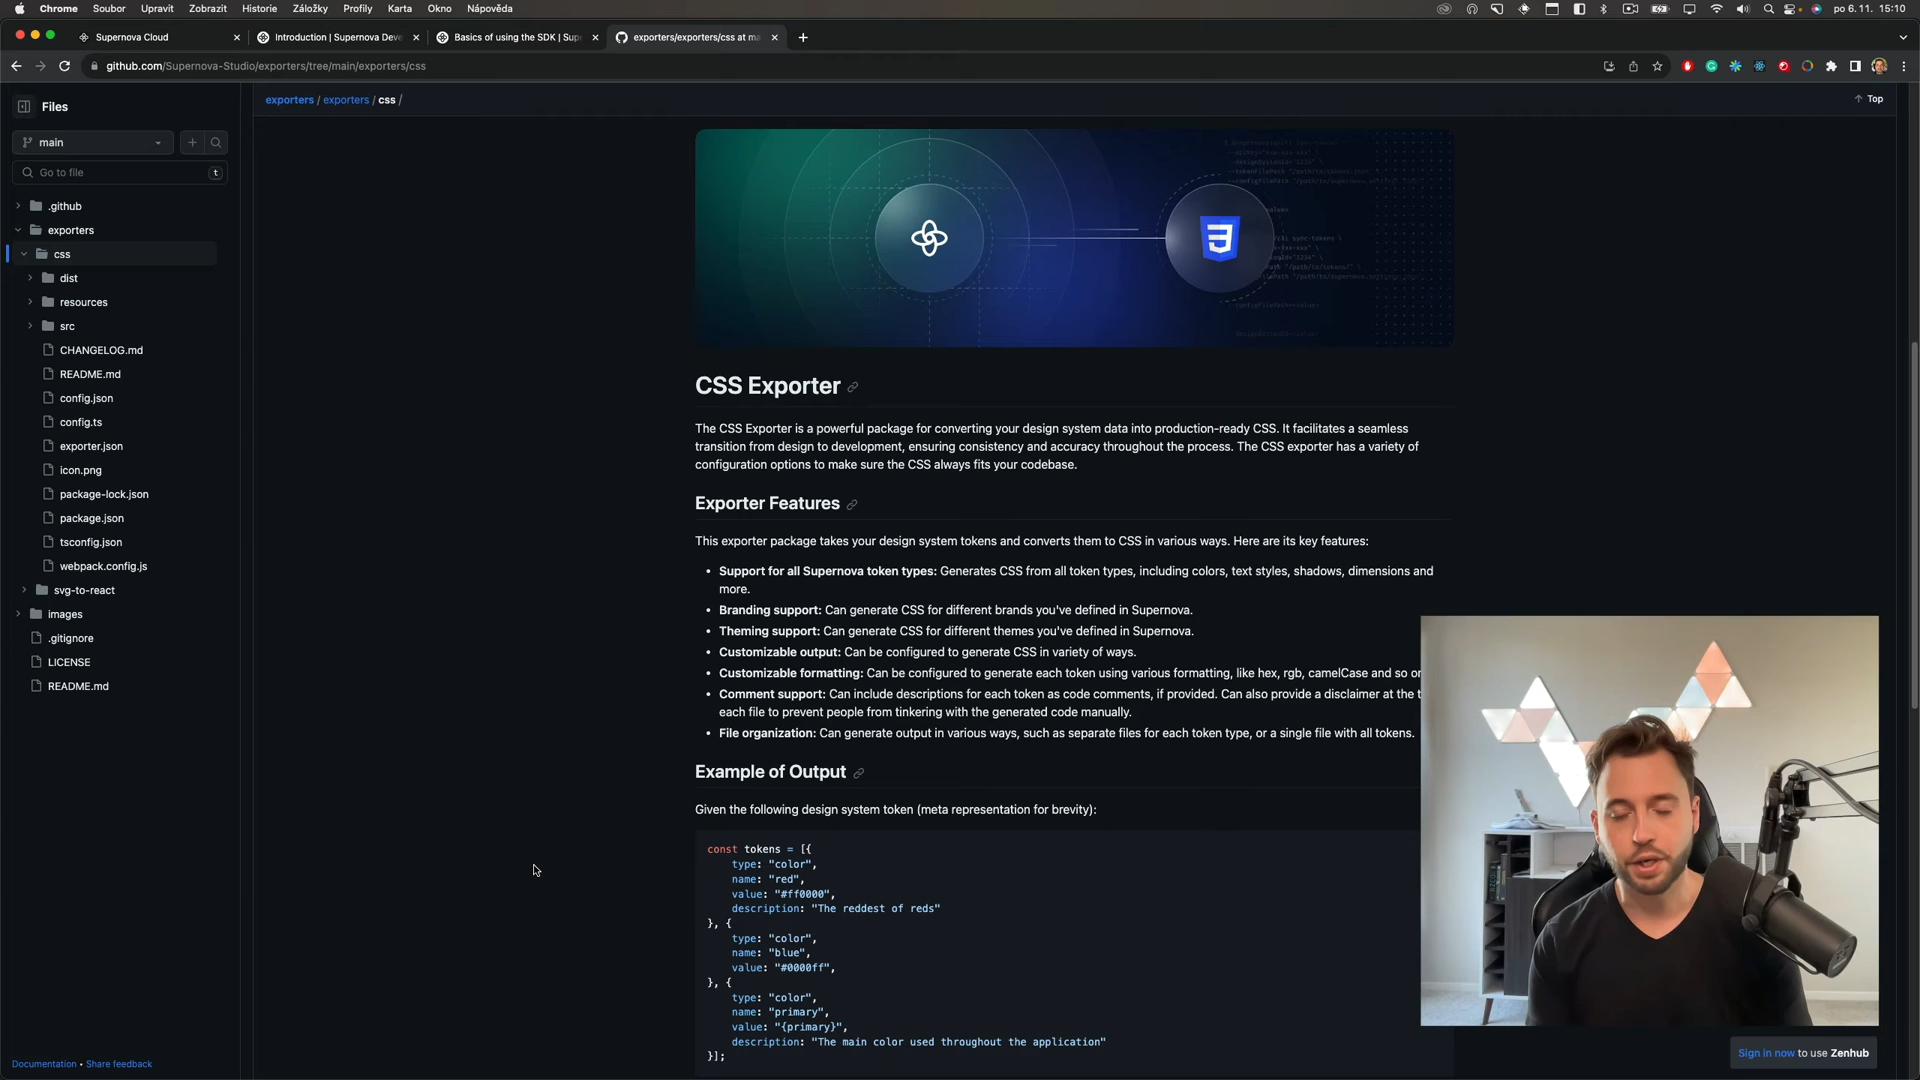 Chrome Soubor Upravit Zobrazit Historie Záložky Profily Karta Okno Nápověda po 6. 11. 15:10
Supernova Cloud
Introduction | Supernova Deve
Basics of using the SDK | Sup
exporters/exporters/css at ma
github.com/Supernova-Studio/exporters/tree/main/exporters/css
Files
exporters / exporters / css /
Top
main
Go to file t
.github
exporters
css
dist
resources
src
CHANGELOG.md
README.md
config.json
config.ts
exporter.json
icon.png
package-lock.json
package.json
tsconfig.json
webpack.config.js
svg-to-react
images
.gitignore
LICENSE
README.md
Documentation • Share feedback
CSS Exporter
The CSS Exporter is a powerful package for converting your design system data into production-ready CSS. It facilitates a seamless
transition from design to development, ensuring consistency and accuracy throughout the process. The CSS exporter has a variety of
configuration options to make sure the CSS always fits your codebase.
Exporter Features
This exporter package takes your design system tokens and converts them to CSS in various ways. Here are its key features:
• Support for all Supernova token types: Generates CSS from all token types, including colors, text styles, shadows, dimensions and
more.
• Branding support: Can generate CSS for different brands you've defined in Supernova.
• Theming support: Can generate CSS for different themes you've defined in Supernova.
• Customizable output: Can be configured to generate CSS in variety of ways.
• Customizable formatting: Can be configured to generate each token using various formatting, like hex, rgb, camelCase and so or
• Comment support: Can include descriptions for each token as code comments, if provided. Can also provide a disclaimer at the t
each file to prevent people from tinkering with the generated code manually.
• File organization: Can generate output in various ways, such as separate files for each token type, or a single file with all tokens.
Example of Output
Given the following design system token (meta representation for brevity):
const tokens = [{
type: "color",
name: "red",
value: "#ff0000",
description: "The reddest of reds"
}, {
type: "color",
name: "blue",
value: "#0000ff",
}, {
type: "color",
name: "primary",
value: "{primary}",
description: "The main color used throughout the application"
}];
Sign in now to use Zenhub